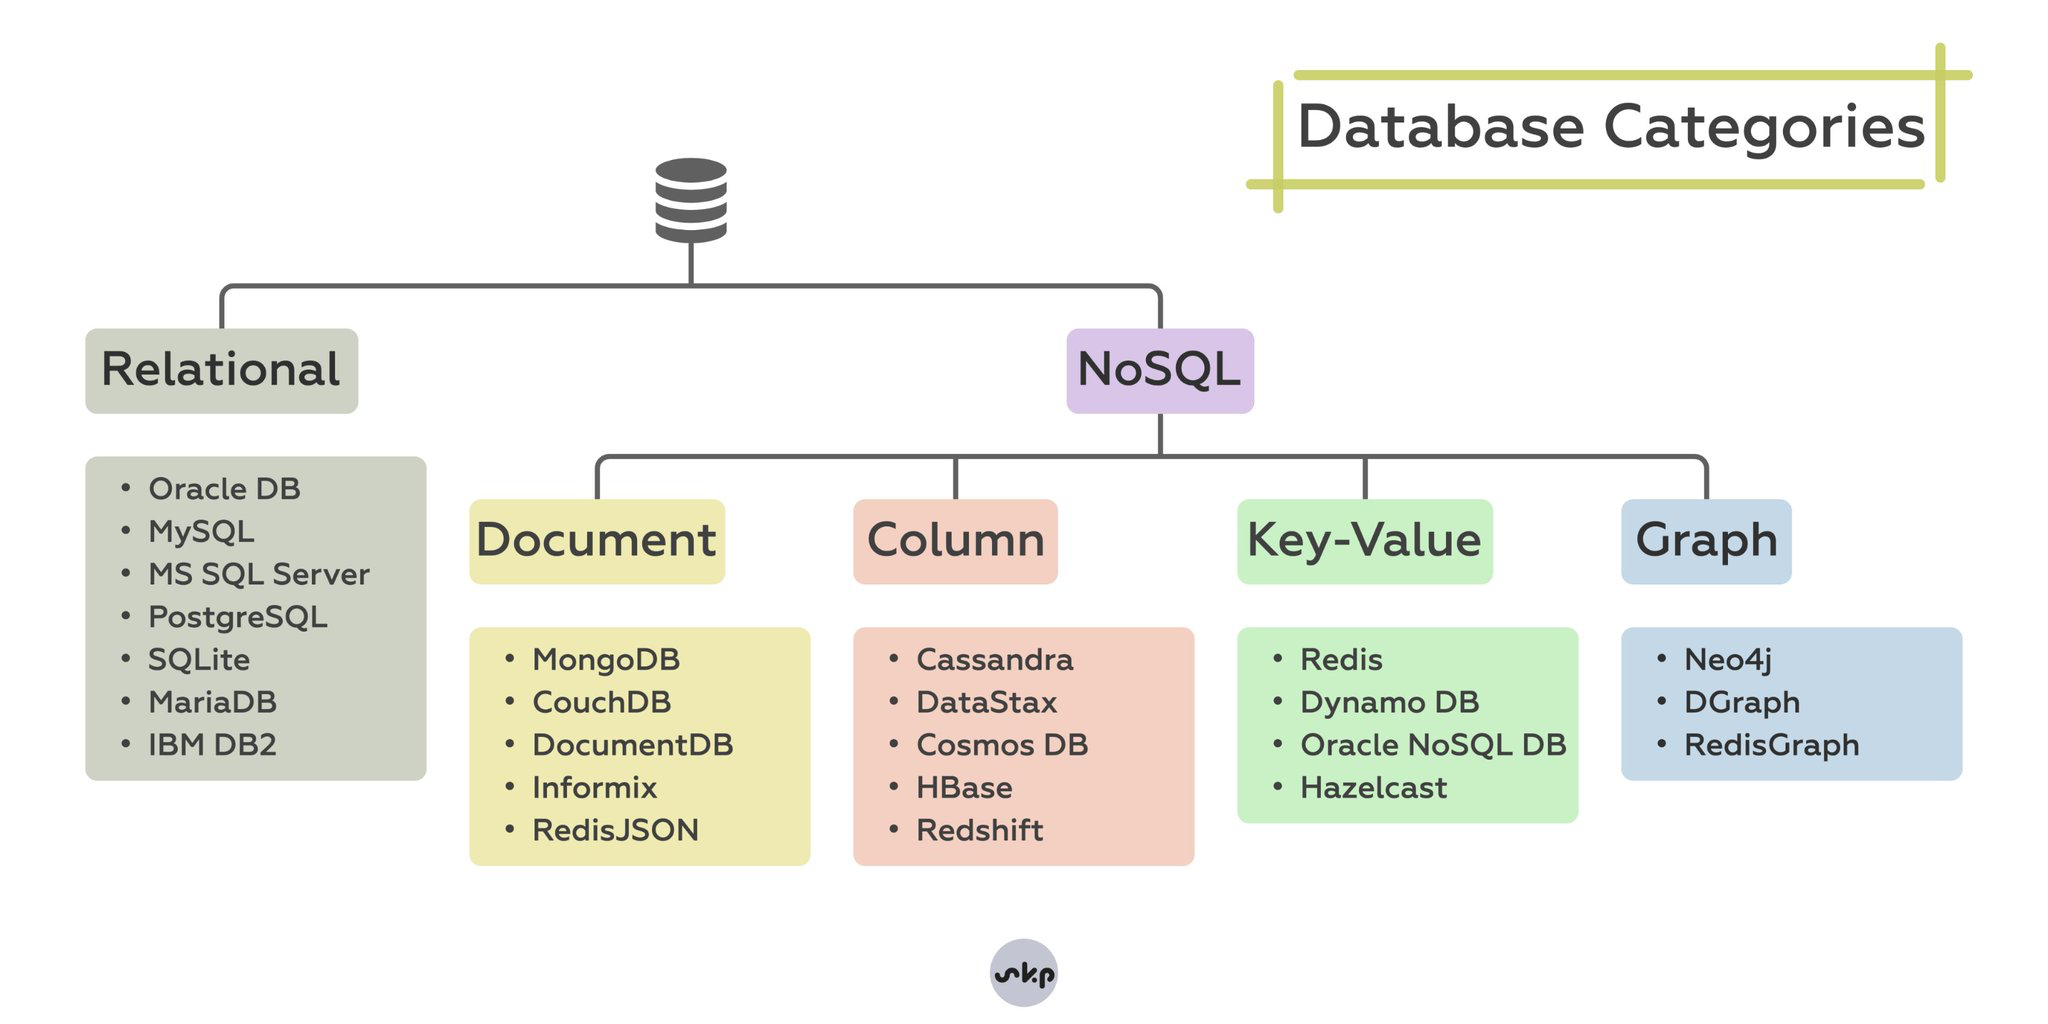 Database Categories
Relational
NoSQL
• Oracle DB
• MySQL
• MS SQL Server
• PostgreSQL
• SQLite
• MariaDB
• IBM DB2
Document
• MongoDB
• CouchDB
• DocumentDB
• Informix
• RedisJSON
Column
• Cassandra
• DataStax
• Cosmos DB
• HBase
• Redshift
Key-Value
• Redis
• Dynamo DB
• Oracle NoSQL DB
• Hazelcast
Graph
• Neo4j
• DGraph
• RedisGraph
sk.p